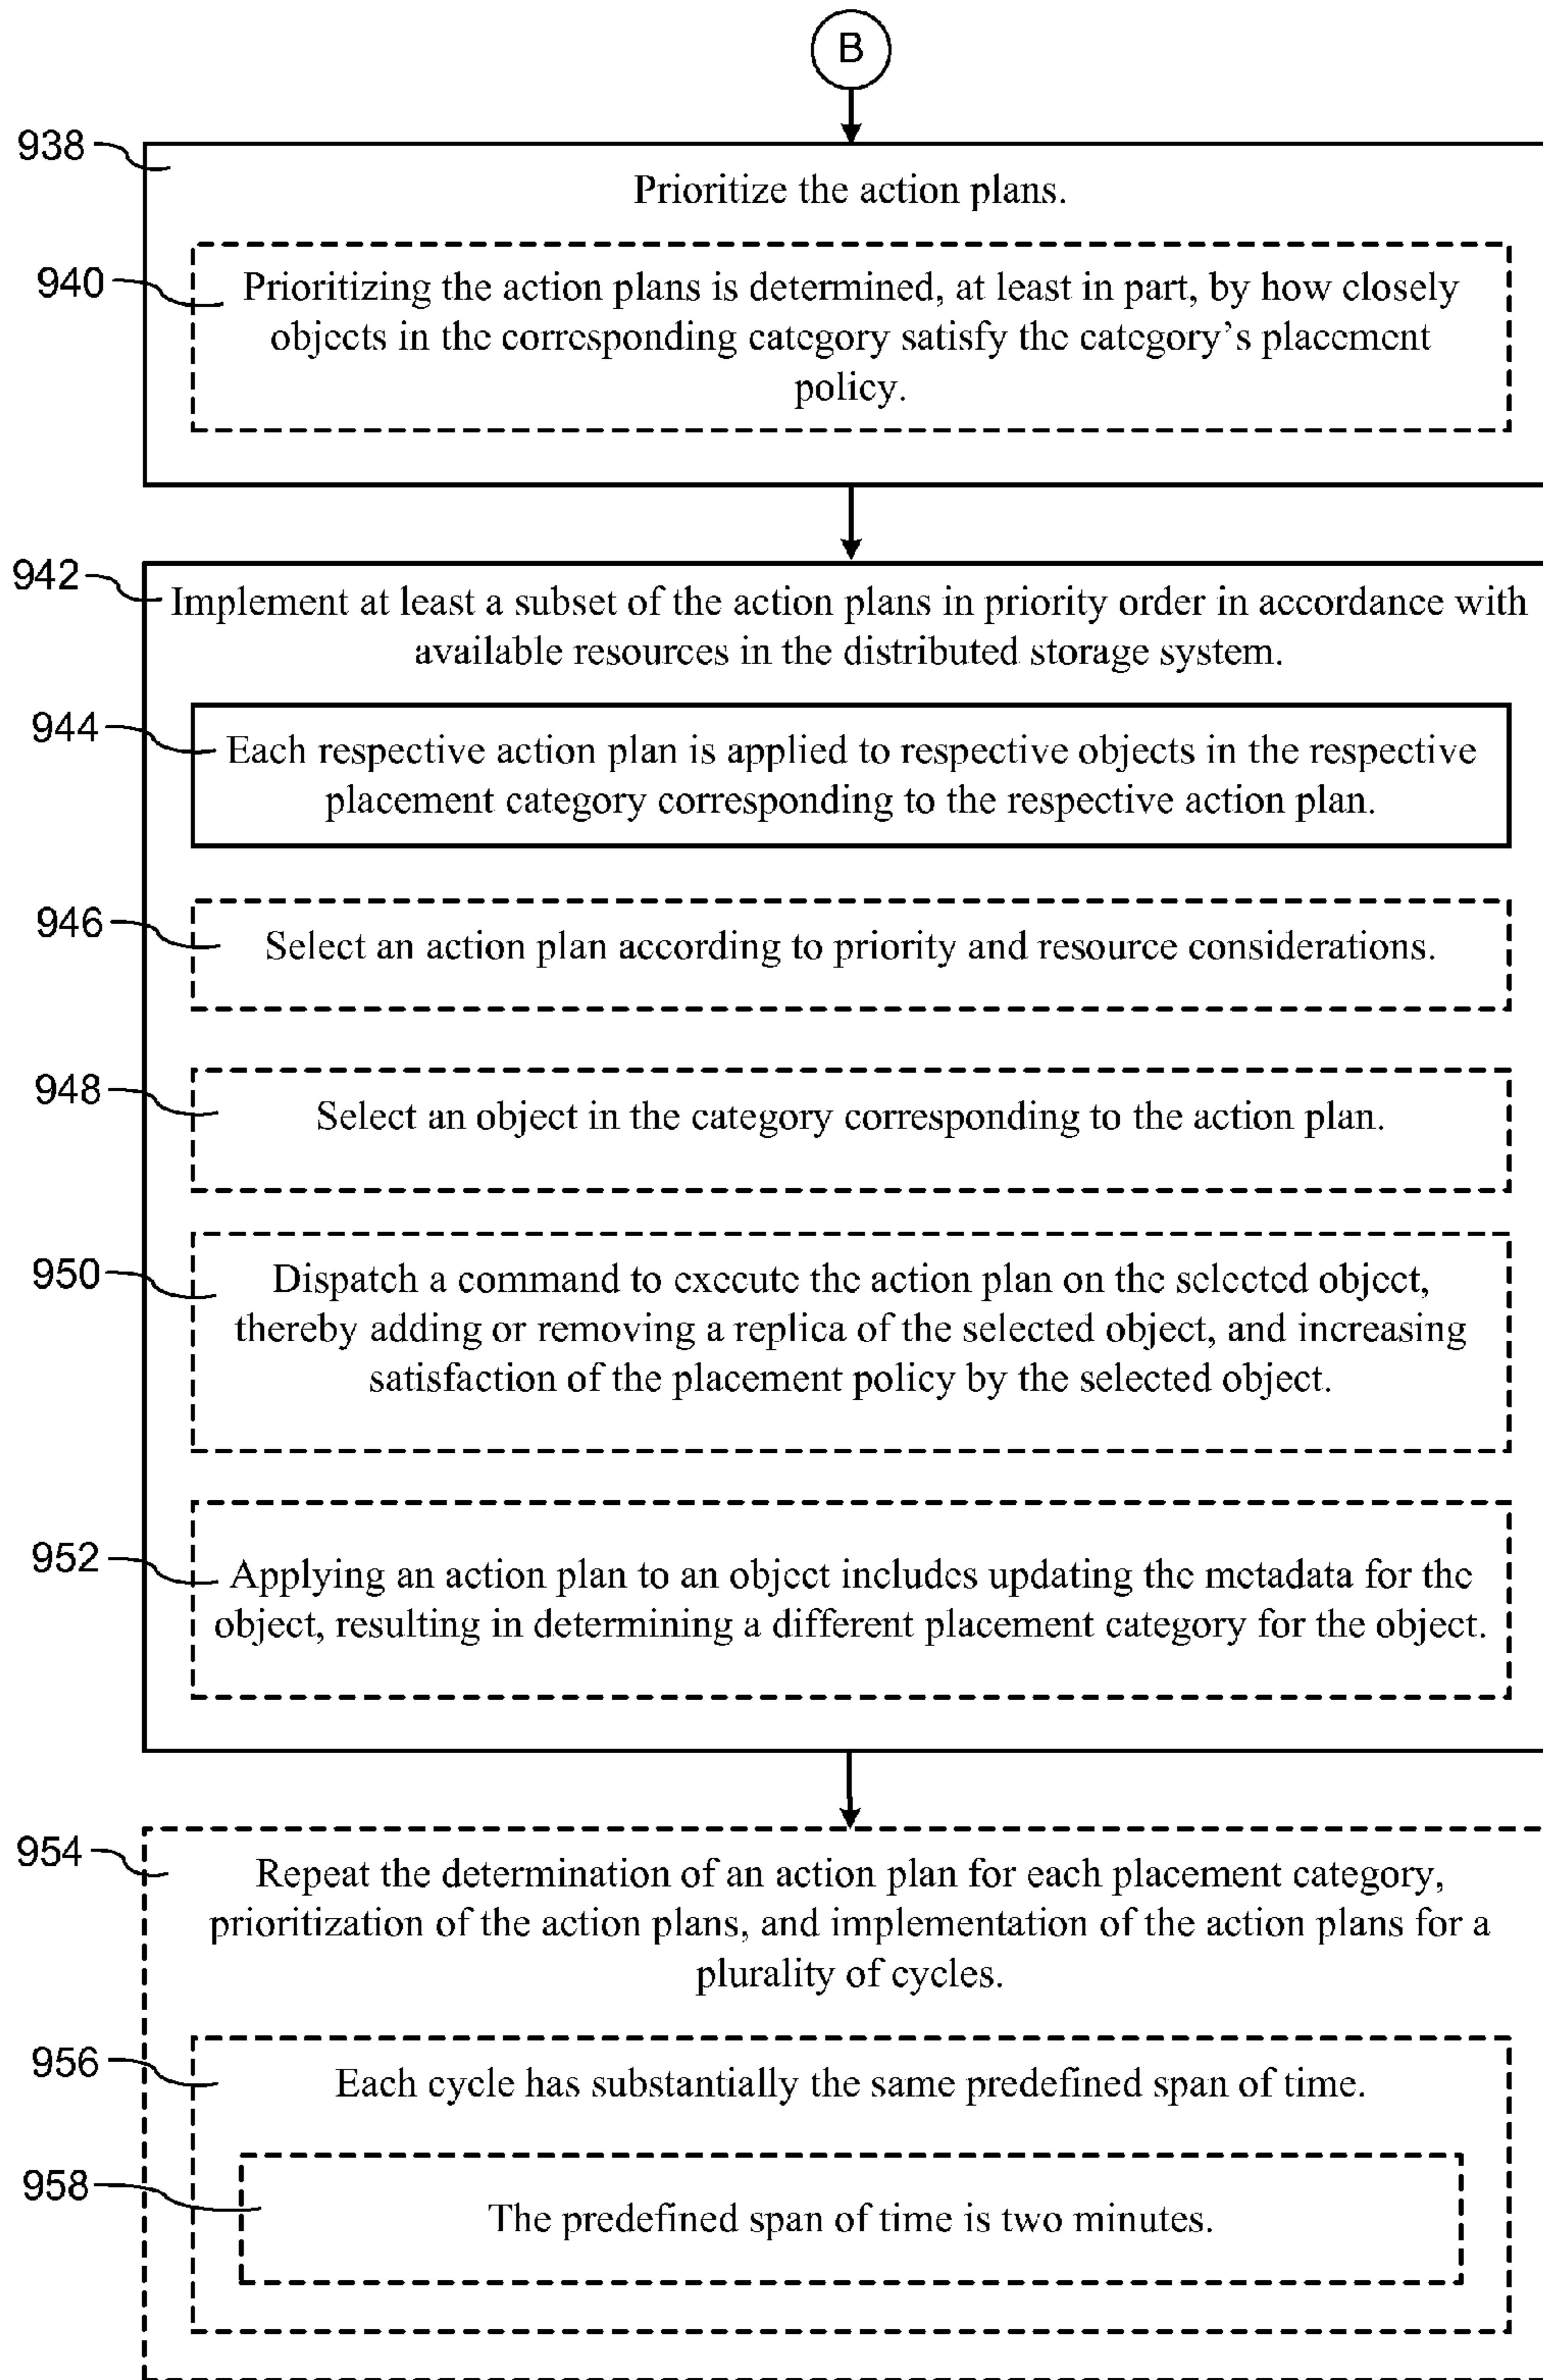 B
938
Prioritize the action plans.
940
Prioritizing the action plans is determined, at least in part, by how closely
objects in the corresponding category satisfy the category’s placement
policy.
942
Implement at least a subset of the action plans in priority order in accordance with
available resources in the distributed storage system.
944
Each respective action plan is applied to respective objects in the respective
placement category corresponding to the respective action plan.
946
Select an action plan according to priority and resource considerations.
948
Select an object in the category corresponding to the action plan.
950
Dispatch a command to execute the action plan on the selected object,
thereby adding or removing a replica of the selected object, and increasing
satisfaction of the placement policy by the selected object.
952
Applying an action plan to an object includes updating the metadata for the
object, resulting in determining a different placement category for the object.
954
Repeat the determination of an action plan for each placement category,
prioritization of the action plans, and implementation of the action plans for a
plurality of cycles.
956
Each cycle has substantially the same predefined span of time.
958
The predefined span of time is two minutes.